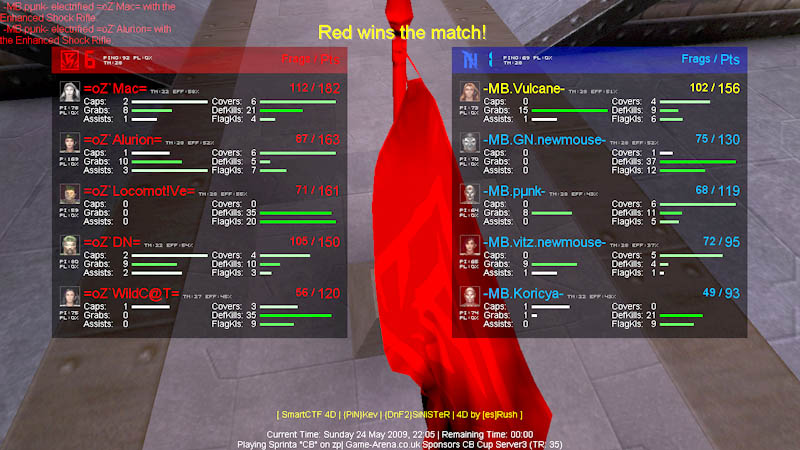 -MB.punk- electrified =oZ`Mac= with the
Enhanced Shock Rifle.
-MB.punk- electrified =oZ`Alurion= with
the Enhanced Shock Rifle.
Red wins the match!
6 PING:92 PL:0% TM:28 Frags / Pts
=oZ`Mac= 112 / 182
Caps: 2 Covers: 6
Grabs: 8 DefKills: 21
Assists: 1 FlagKls: 4
=oZ`Alurion= 87 / 163
Caps: 1 Covers: 6
Grabs: 10 DefKills: 5
Assists: 3 FlagKls: 7
=oZ`Locomot!Ve= 71 / 161
Caps: 0 Covers: 0
Grabs: 0 DefKills: 35
Assists: 0 FlagKls: 20
=oZ`DN= 105 / 150
Caps: 2 Covers: 4
Grabs: 9 DefKills: 10
Assists: 2 FlagKls: 3
=oZ`WildC@T= 56 / 120
Caps: 1 Covers: 3
Grabs: 0 DefKills: 35
Assists: 0 FlagKls: 9
1 PL:0% Frags / Pts
-MB.Vulcane- 102 / 156
Caps: 0 Covers: 4
Grabs: 15 DefKills: 9
Assists: 1 FlagKls: 6
-MB.GN.newmouse- 75 / 130
Caps: 0 Covers: 1
Grabs: 0 DefKills: 37
Assists: 0 FlagKls: 12
-MB.pµnk- 68 / 119
Caps: 0 Covers: 6
Grabs: 8 DefKills: 11
Assists: 0 FlagKls: 5
-MB.vitz.newmouse- 72 / 95
Caps: 0 Covers: 5
Grabs: 9 DefKills: 4
Assists: 1 FlagKls: 1
-MB.Koricya- 49 / 93
Caps: 1 Covers: 0
Grabs: 1 DefKills: 21
Assists: 0 FlagKls: 9
[ SmartCTF 4D | {PiN}Kev | {DnF2}SiNiSTeR | 4D by [es]Rush ]
Current Time: Sunday 24 May 2009, 22:05 | Remaining Time: 00:00
Playing Sprinta "CB" on zp| Game-Arena.co.uk Sponsors CB Cup Server3 (TR: 35)